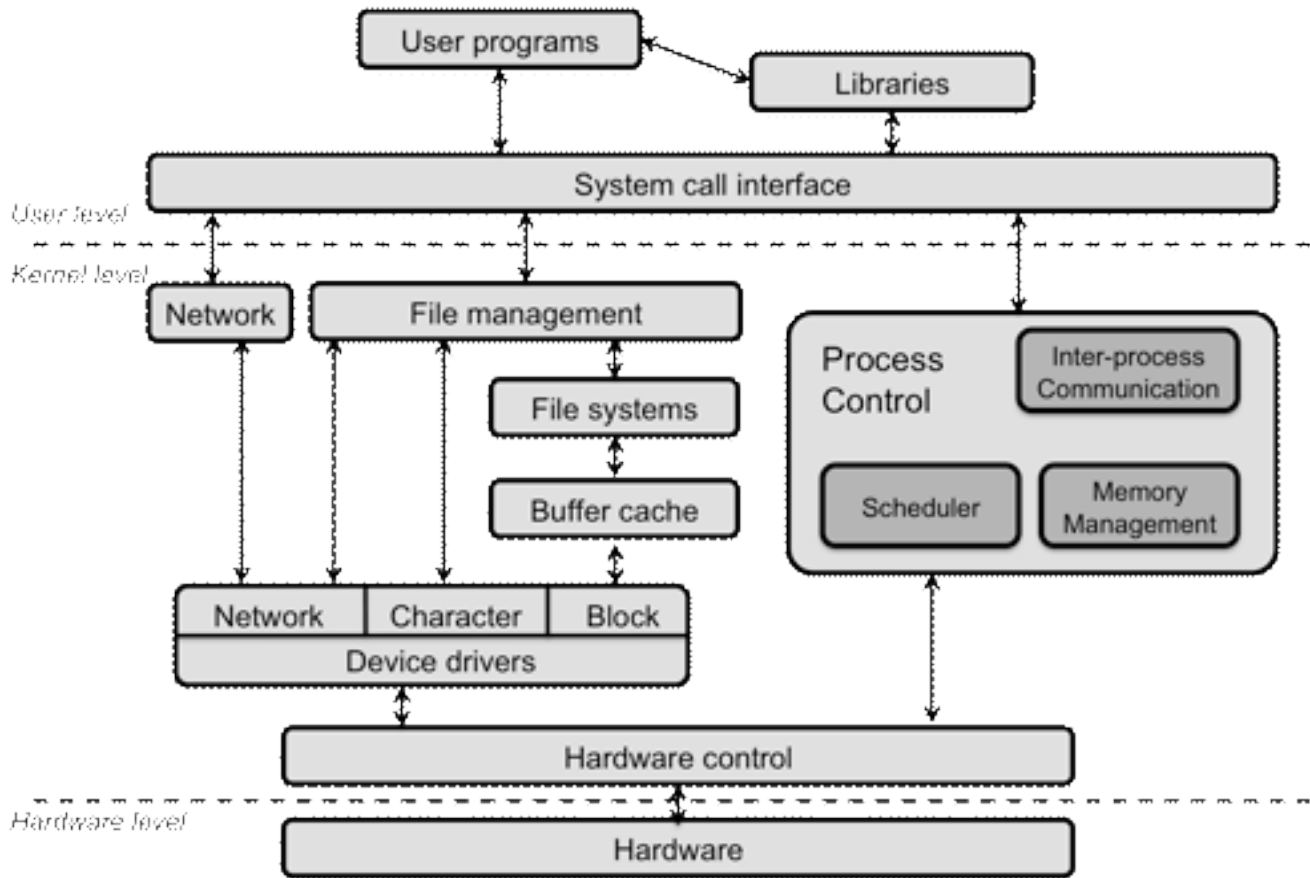 User programs
Libraries
System call interface
User level
Kernel level
Network
File management
Process
Control
Inter-process
Communication
File systems
Scheduler
Memory
Management
Buffer cache
Network
Character
Block
Device drivers
Hardware control
Hardware level
Hardware